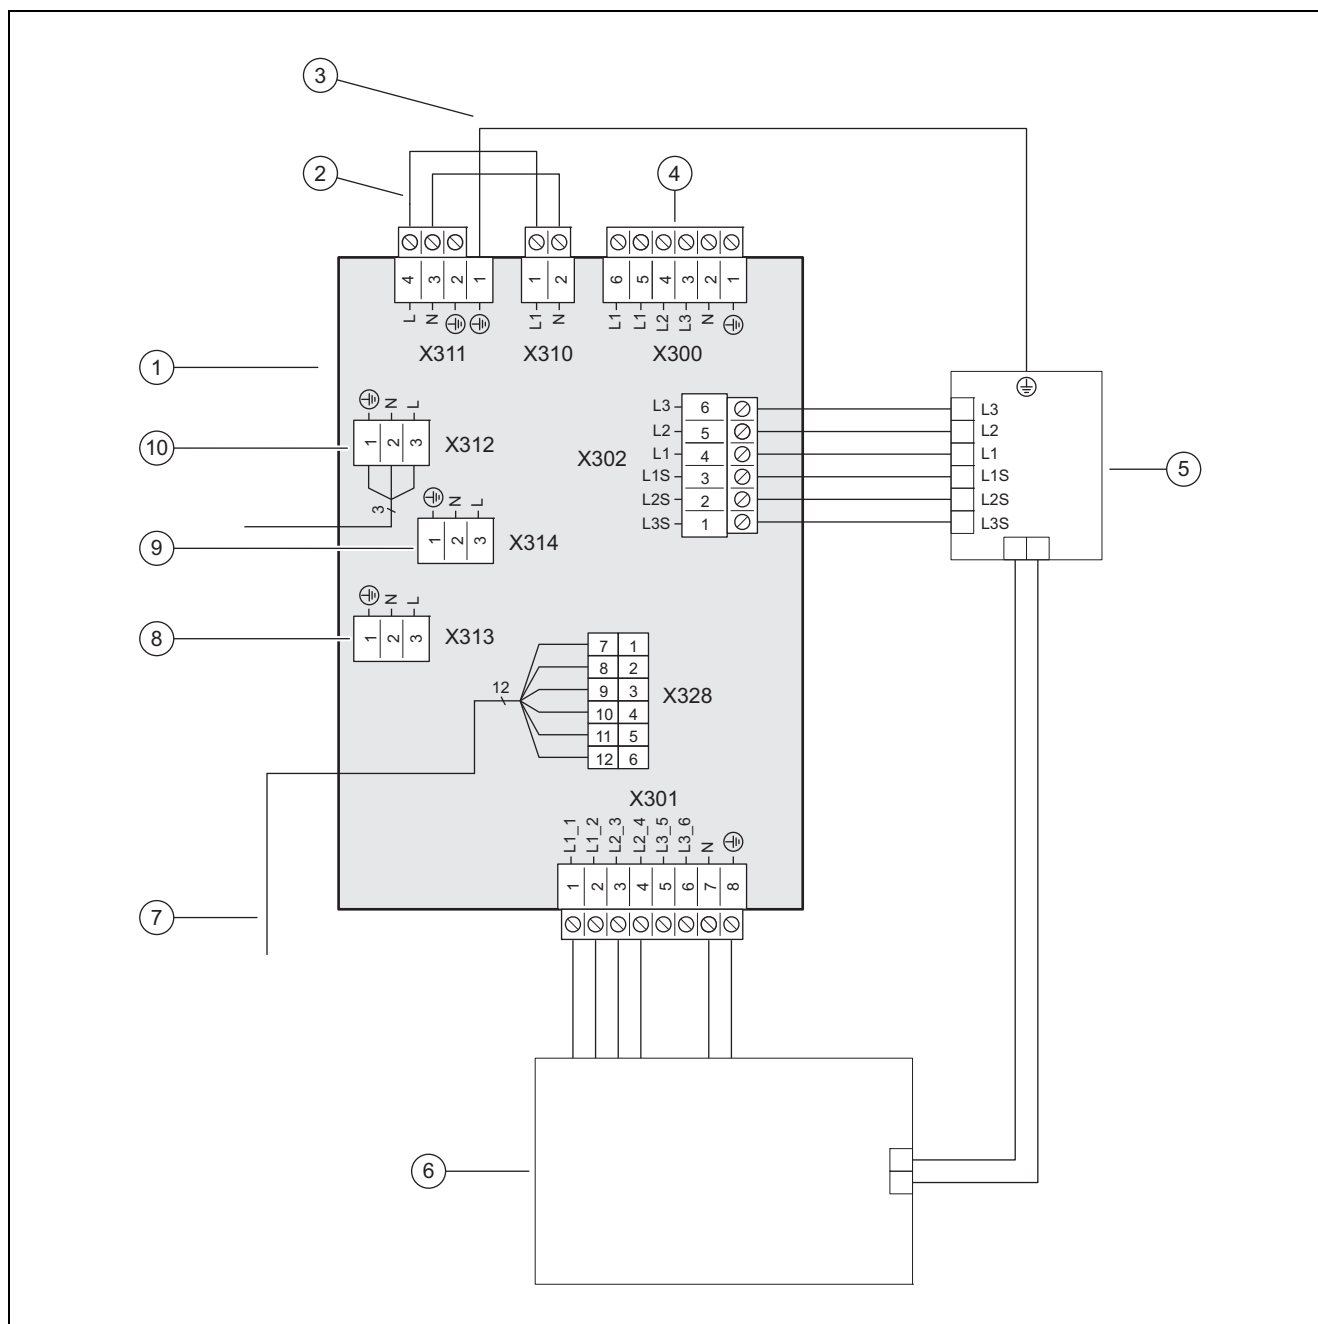 3
2
4
4 3 2 1
1 2
6 5 4 3 2 1
L N
L1 N
L1 L1 L2 L3 N
X311
X310
X300
1
N L
10
1 2 3
X312
3
N L
9
1 2 3
X314
N L
8
1 2 3
X313
X302
L3 6
L2 5
L1 4
L1S 3
L2S 2
L3S 1
L3
L2
L1
L1S
L2S
L3S
5
12
7 1
8 2
9 3
10 4
11 5
12 6
X328
X301
L1_1 L1_2 L2_3 L2_4 L3_5 L3_6 N
1 2 3 4 5 6 7 8
7
6